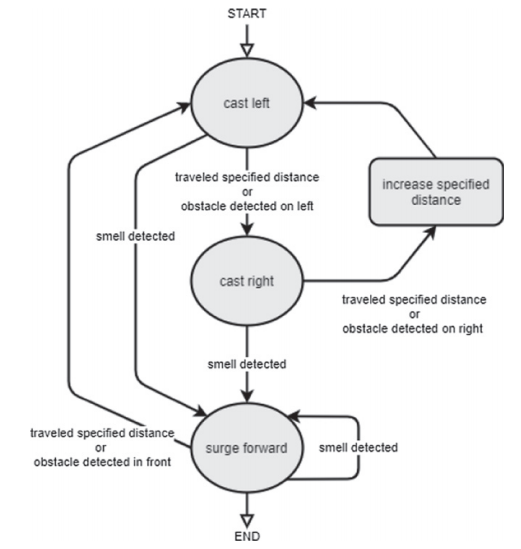 START
cast left
traveled specified distance
or
obstacle detected on left
increase specified
distance
smell detected
cast right
traveled specified distance
or
obstacle detected on right
smell detected
traveled specified distance
or
obstacle detected in front
surge forward
smell detected
END